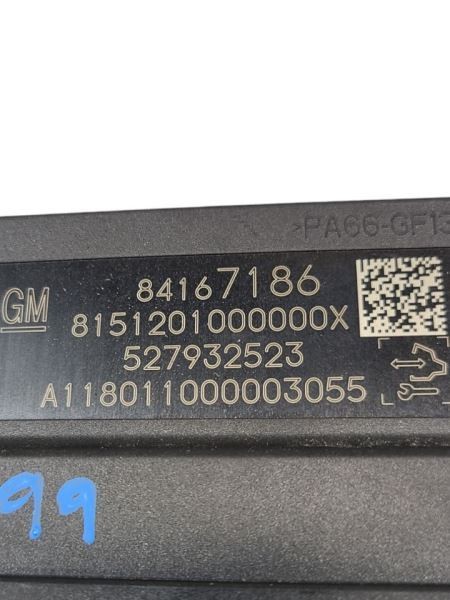 >PA66-GF13
GM
84167186
8151201000000X
527932523
A118011000003055
99